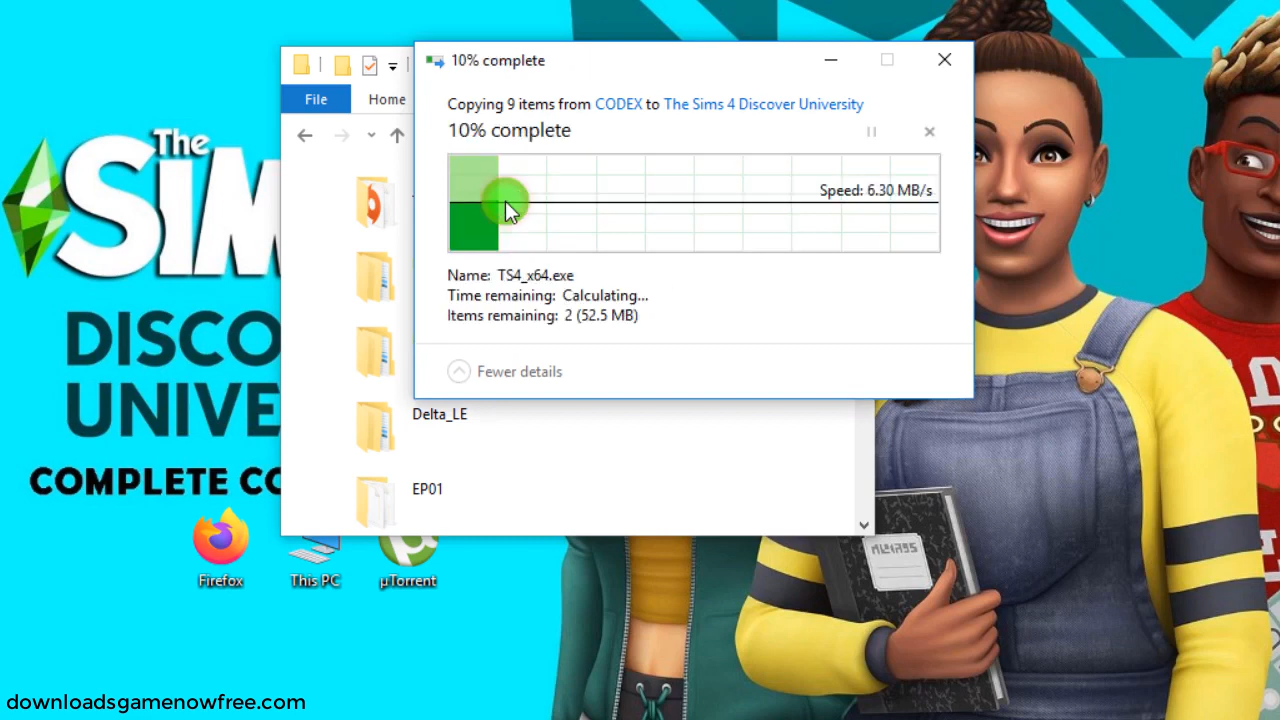 10% complete
File
Home
Copying 9 items from CODEX to The Sims 4 Discover University
10% complete
Speed: 6.30 MB/s
Name: TS4_x64.exe
Time remaining: Calculating...
Items remaining: 2 (52.5 MB)
Fewer details
Delta_LE
EP01
The
SIM
DISCO
UNIVE
COMPLETE CO
Firefox
This PC
µTorrent
downloadsgamenowfree.com